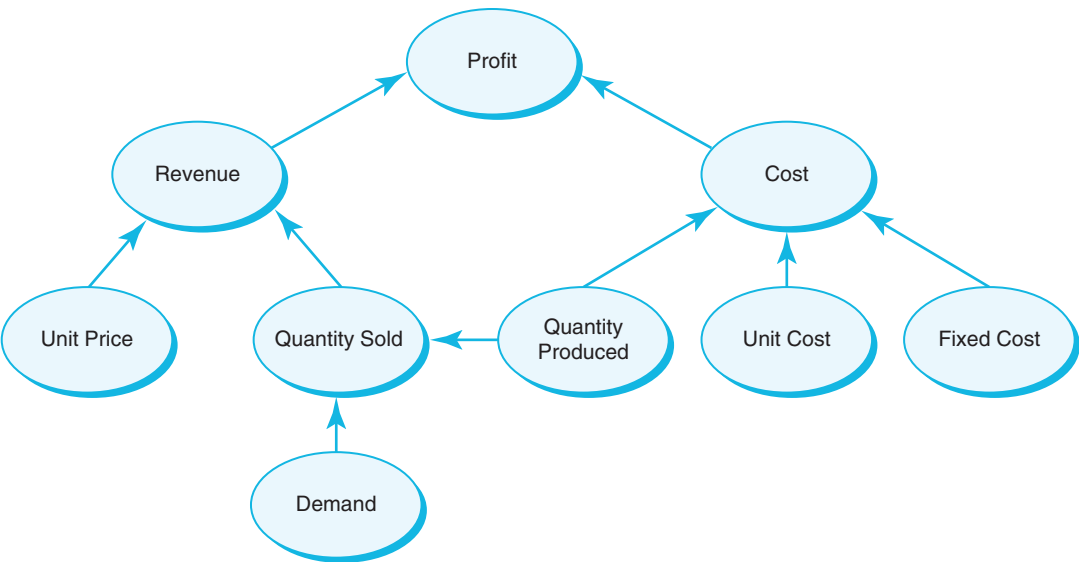 Profit
Revenue
Cost
Unit Price
Quantity Sold
Quantity
Produced
Unit Cost
Fixed Cost
Demand